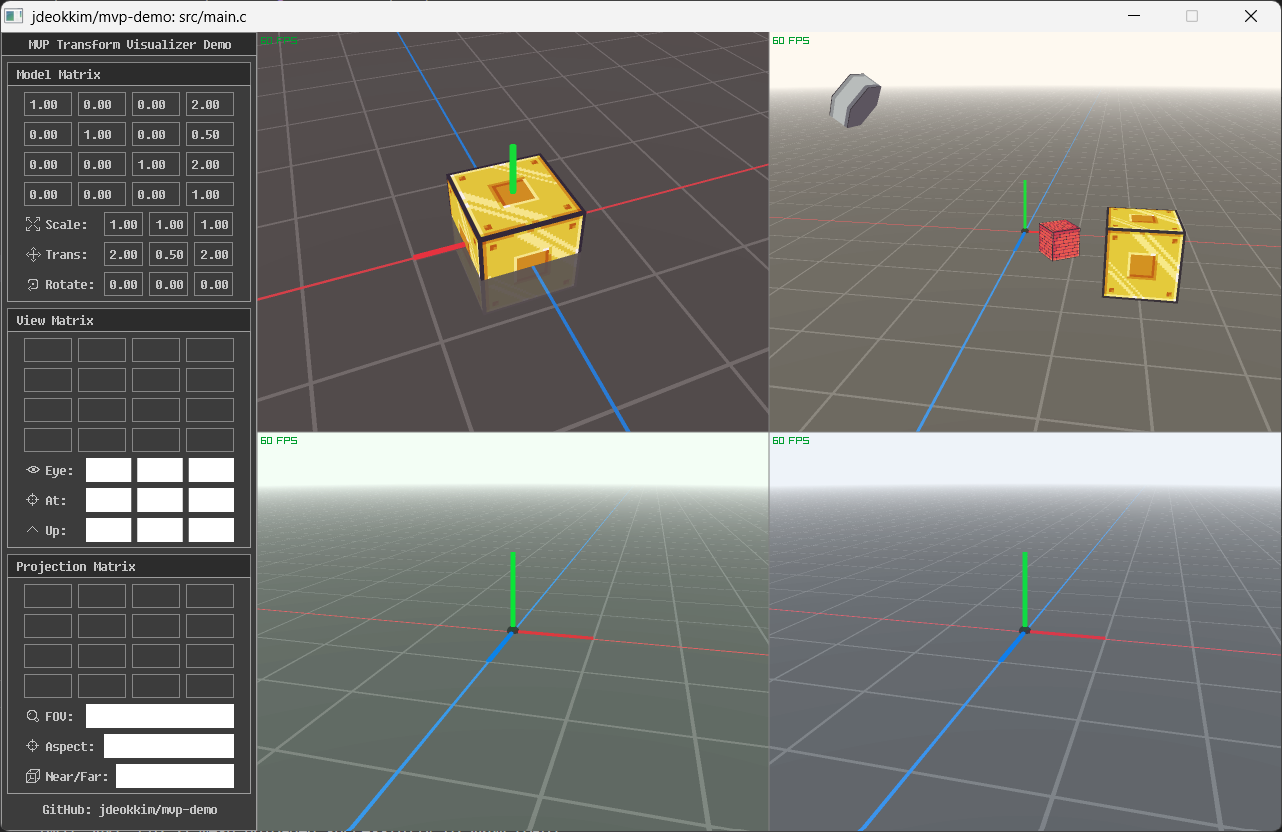 jdeokkim/mvp-demo: src/main.c
MVP Transform Visualizer Demo
Model Matrix
1.00 0.00 0.00 2.00
0.00 1.00 0.00 0.50
0.00 0.00 1.00 2.00
0.00 0.00 0.00 1.00
Scale: 1.00 1.00 1.00
Trans: 2.00 0.50 2.00
Rotate: 0.00 0.00 0.00
View Matrix
Eye:
At:
Up:
Projection Matrix
FOV:
Aspect:
Near/Far:
GitHub: jdeokkim/mvp-demo
60 FPS
60 FPS
60 FPS
60 FPS